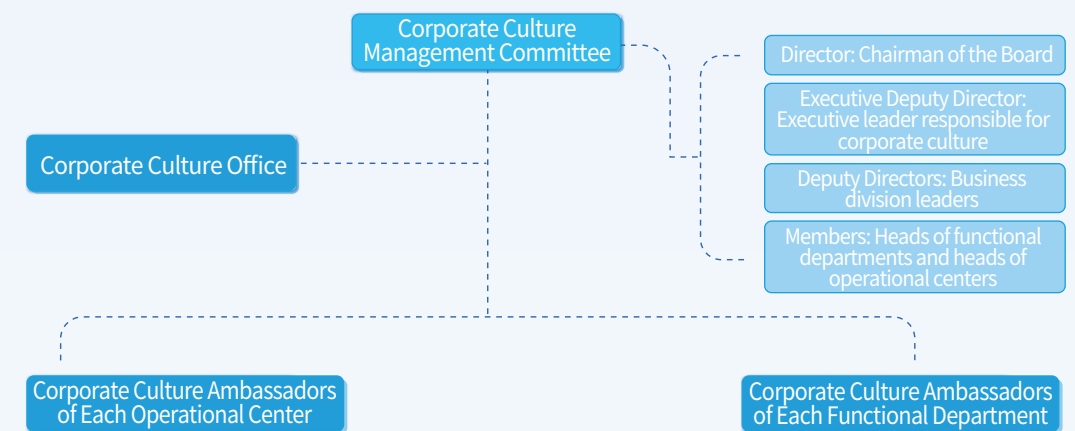 Corporate Culture
Management Committee
Director: Chairman of the Board
Executive Deputy Director:
Executive leader responsible for
corporate culture
Corporate Culture Office
Deputy Directors: Business
division leaders
Members: Heads of functional
departments and heads of
operational centers
Corporate Culture Ambassadors
of Each Operational Center
Corporate Culture Ambassadors
of Each Functional Department